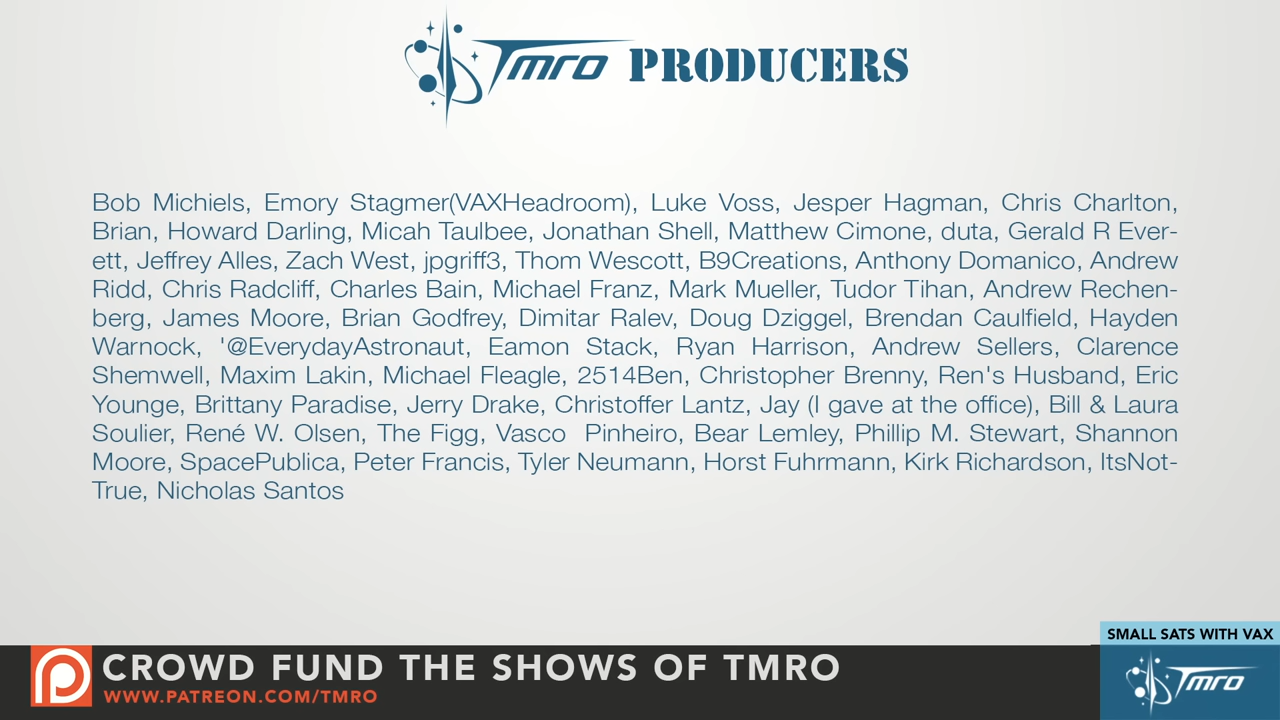 TMRO PRODUCERS
Bob Michiels, Emory Stagmer(VAXHeadroom), Luke Voss, Jesper Hagman, Chris Charlton,
Brian, Howard Darling, Micah Taulbee, Jonathan Shell, Matthew Cimone, duta, Gerald R Ever-
ett, Jeffrey Alles, Zach West, jpgriff3, Thom Wescott, B9Creations, Anthony Domanico, Andrew
Ridd, Chris Radcliff, Charles Bain, Michael Franz, Mark Mueller, Tudor Tihan, Andrew Rechen-
berg, James Moore, Brian Godfrey, Dimitar Ralev, Doug Dziggel, Brendan Caulfield, Hayden
Warnock, '@EverydayAstronaut, Eamon Stack, Ryan Harrison, Andrew Sellers, Clarence
Shemwell, Maxim Lakin, Michael Fleagle, 2514Ben, Christopher Brenny, Ren's Husband, Eric
Younge, Brittany Paradise, Jerry Drake, Christoffer Lantz, Jay (I gave at the office), Bill & Laura
Soulier, René W. Olsen, The Figg, Vasco  Pinheiro, Bear Lemley, Phillip M. Stewart, Shannon
Moore, SpacePublica, Peter Francis, Tyler Neumann, Horst Fuhrmann, Kirk Richardson, ItsNot-
True, Nicholas Santos
SMALL SATS WITH VAX
CROWD FUND THE SHOWS OF TMRO
WWW.PATREON.COM/TMRO
TMRO